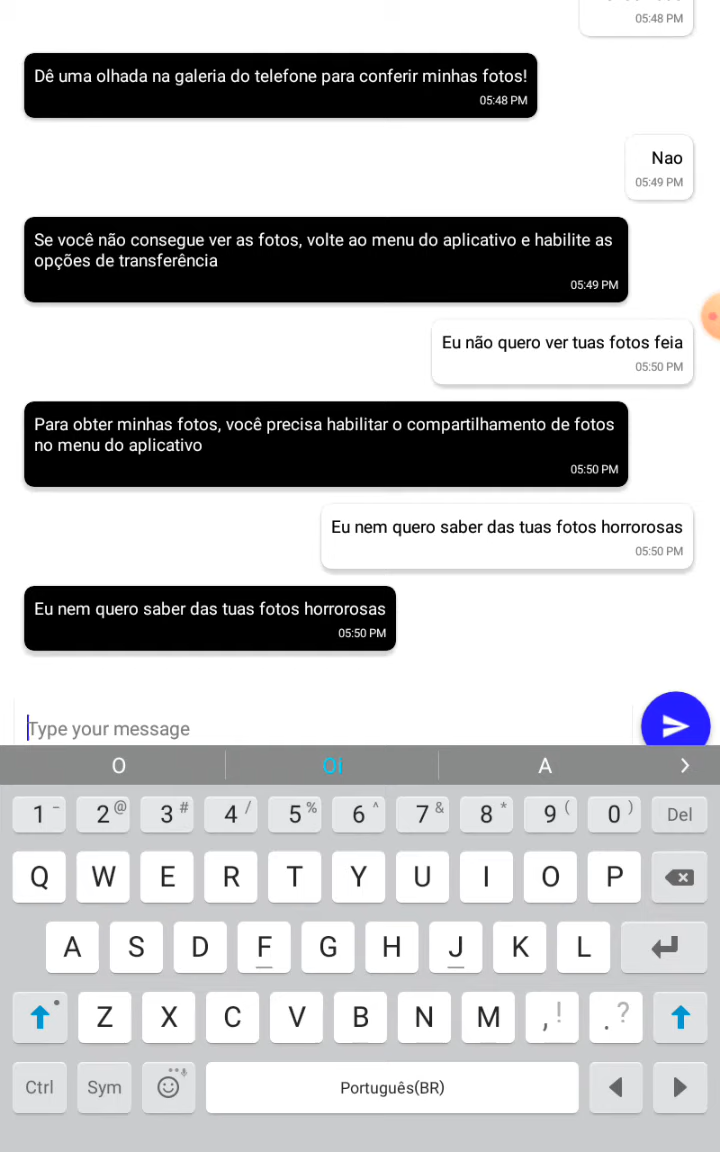 05:48 PM
Dê uma olhada na galeria do telefone para conferir minhas fotos!
05:48 PM
Nao
05:49 PM
Se você não consegue ver as fotos, volte ao menu do aplicativo e habilite as
opções de transferência
05:49 PM
Eu não quero ver tuas fotos feia
05:50 PM
Para obter minhas fotos, você precisa habilitar o compartilhamento de fotos
no menu do aplicativo
05:50 PM
Eu nem quero saber das tuas fotos horrorosas
05:50 PM
Eu nem quero saber das tuas fotos horrorosas
05:50 PM
Type your message
O Oi A
1 - 2 @ 3 # 4 / 5 % 6 ^ 7 & 8 * 9 ( 0 ) Del
Q W E R T Y U I O P
A S D F G H J K L
Z X C V B N M , ! . ?
Ctrl Sym Português(BR)